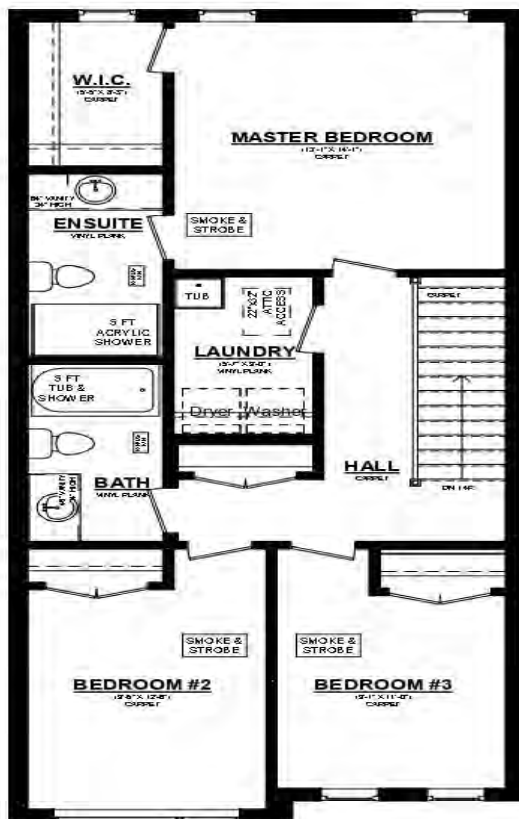 W.I.C.
CARPET
MASTER BEDROOM
CARPET
ENSUITE
VINYL PLANK
SMOKE &
STROBE
5 FT
ACRYLIC
SHOWER
TUB
ATTIC
ACCESS
LAUNDRY
VINYL PLANK
Dryer
Washer
CARPET
5 FT
TUB &
SHOWER
BATH
VINYL PLANK
HALL
CARPET
SMOKE &
STROBE
BEDROOM #2
CARPET
SMOKE &
STROBE
BEDROOM #3
CARPET